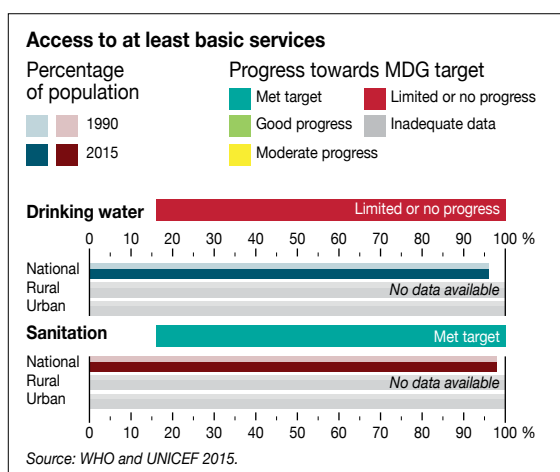 Access to at least basic services
Percentage of population
1990
2015
Progress towards MDG target
Met target
Limited or no progress
Good progress
Inadequate data
Moderate progress
Drinking water
Limited or no progress
0 10 20 30 40 50 60 70 80 90 100 %
National
Rural
No data available
Urban
Sanitation
Met target
National
Rural
No data available
Urban
0 10 20 30 40 50 60 70 80 90 100 %
Source: WHO and UNICEF 2015.